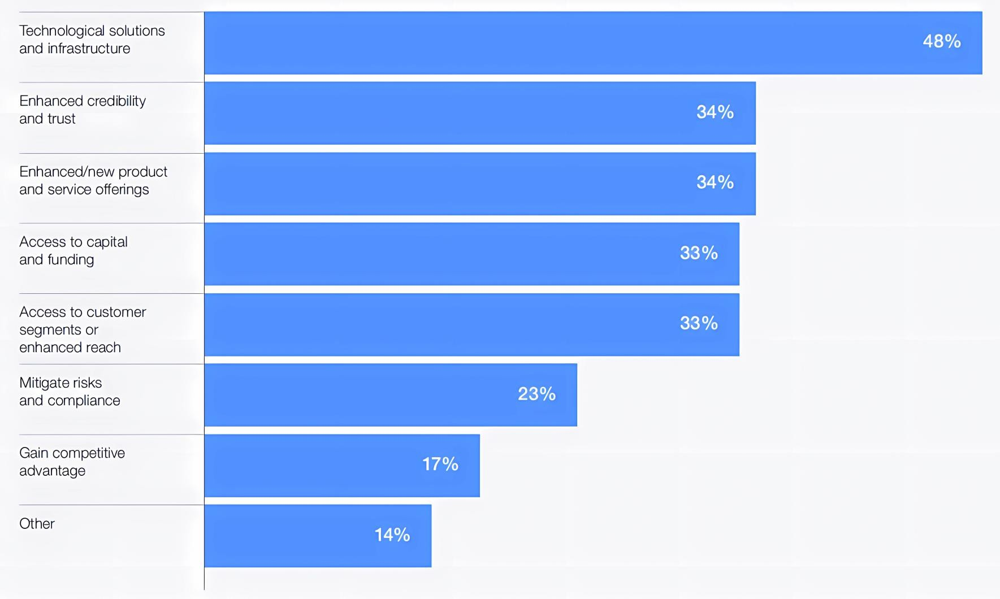 Technological solutions
and infrastructure
48%
Enhanced credibility
and trust
34%
Enhanced/new product
and service offerings
34%
Access to capital
and funding
33%
Access to customer
segments or
enhanced reach
33%
Mitigate risks
and compliance
23%
Gain competitive
advantage
17%
Other
14%